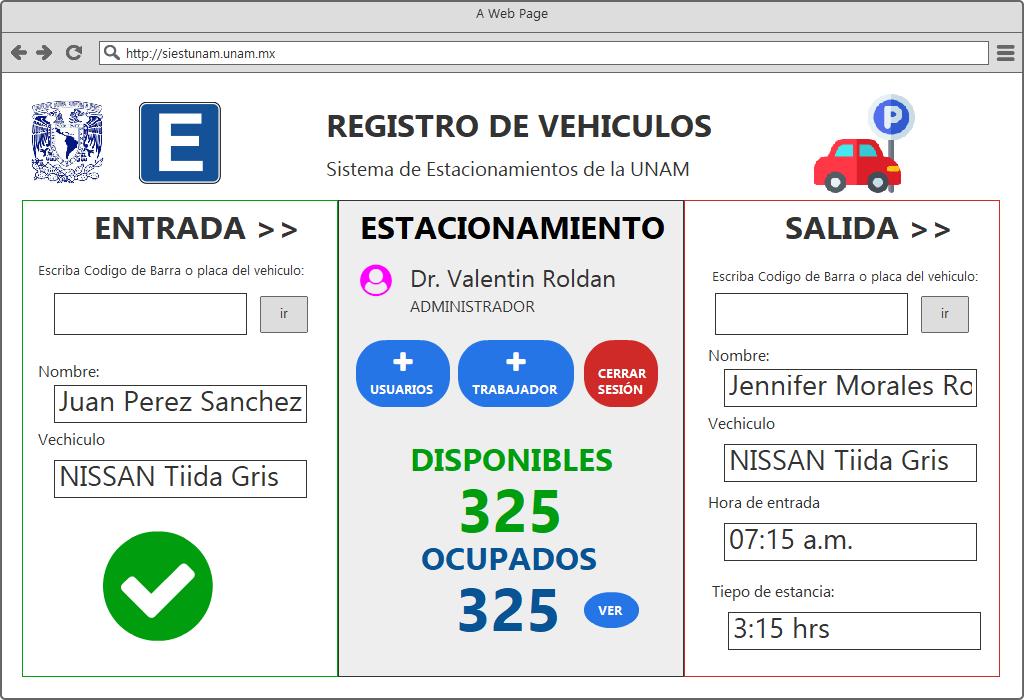 A Web Page
http://siestunam.unam.mx
E
REGISTRO DE VEHICULOS
Sistema de Estacionamientos de la UNAM
P
ENTRADA >>
Escriba Codigo de Barra o placa del vehiculo:
ir
Nombre:
Juan Perez Sanchez
Vechiculo
NISSAN Tiida Gris
ESTACIONAMIENTO
Dr. Valentin Roldan
ADMINISTRADOR
USUARIOS
TRABAJADOR
CERRAR
SESIÓN
DISPONIBLES
325
OCUPADOS
325
VER
SALIDA >>
Escriba Codigo de Barra o placa del vehiculo:
ir
Nombre:
Jennifer Morales Ro
Vechiculo
NISSAN Tiida Gris
Hora de entrada
07:15 a.m.
Tiepo de estancia:
3:15 hrs